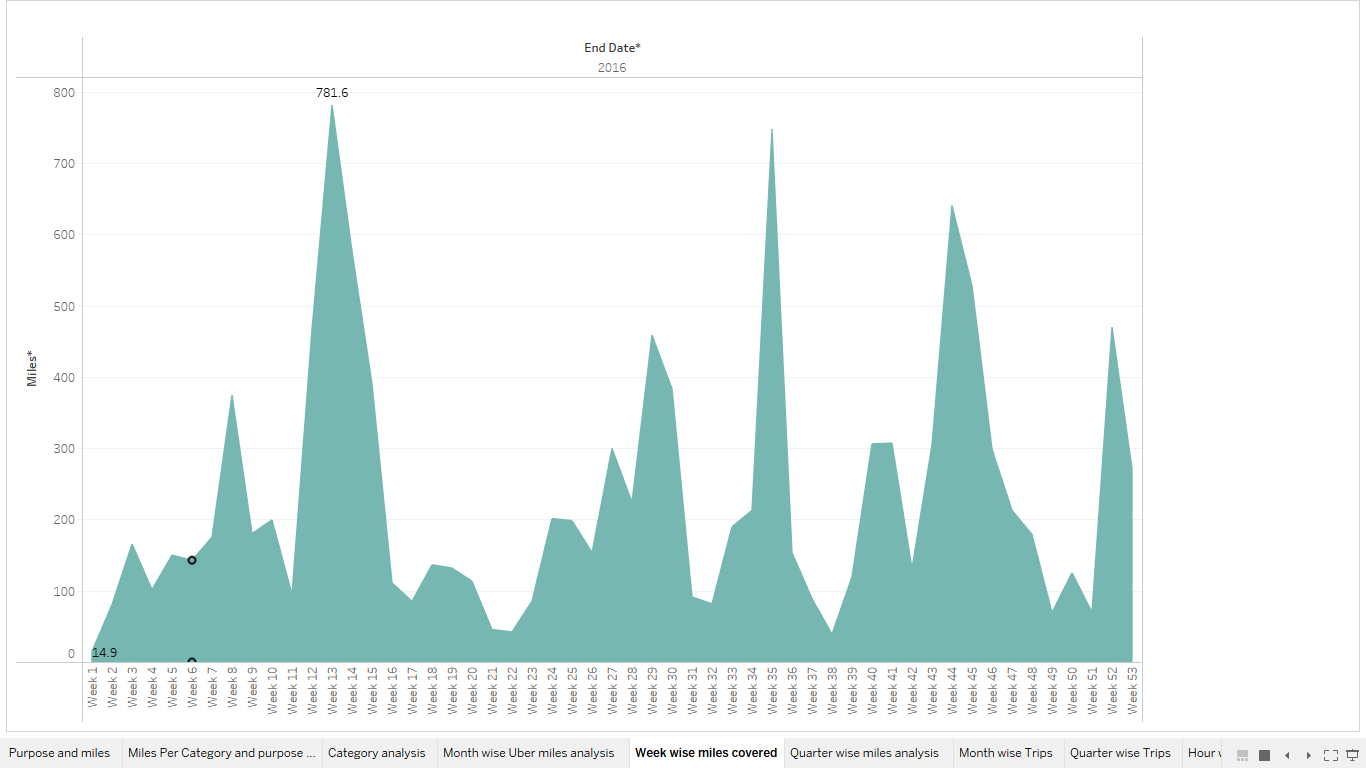 End Date*
2016
800
781.6
700
600
500
400
300
200
100
0
Miles*
14.9
Week 1
Week 2
Week 3
Week 4
Week 5
Week 6
Week 7
Week 8
Week 9
Week 10
Week 11
Week 12
Week 13
Week 14
Week 15
Week 16
Week 17
Week 18
Week 19
Week 20
Week 21
Week 22
Week 23
Week 24
Week 25
Week 26
Week 27
Week 28
Week 29
Week 30
Week 31
Week 32
Week 33
Week 34
Week 35
Week 36
Week 37
Week 38
Week 39
Week 40
Week 41
Week 42
Week 43
Week 44
Week 45
Week 46
Week 47
Week 48
Week 49
Week 50
Week 51
Week 52
Week 53
Purpose and miles
Miles Per Category and purpose ...
Category analysis
Month wise Uber miles analysis
Week wise miles covered
Quarter wise miles analysis
Month wise Trips
Quarter wise Trips
Hour